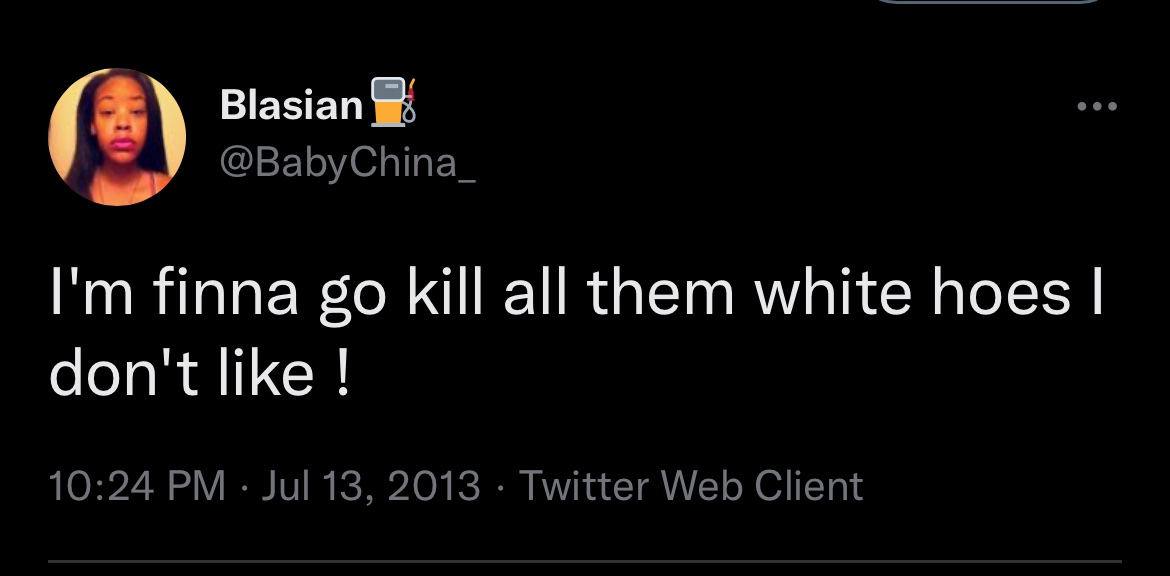 Blasian⛽
@BabyChina_
I'm finna go kill all them white hoes I
don't like !
10:24 PM · Jul 13, 2013 · Twitter Web Client